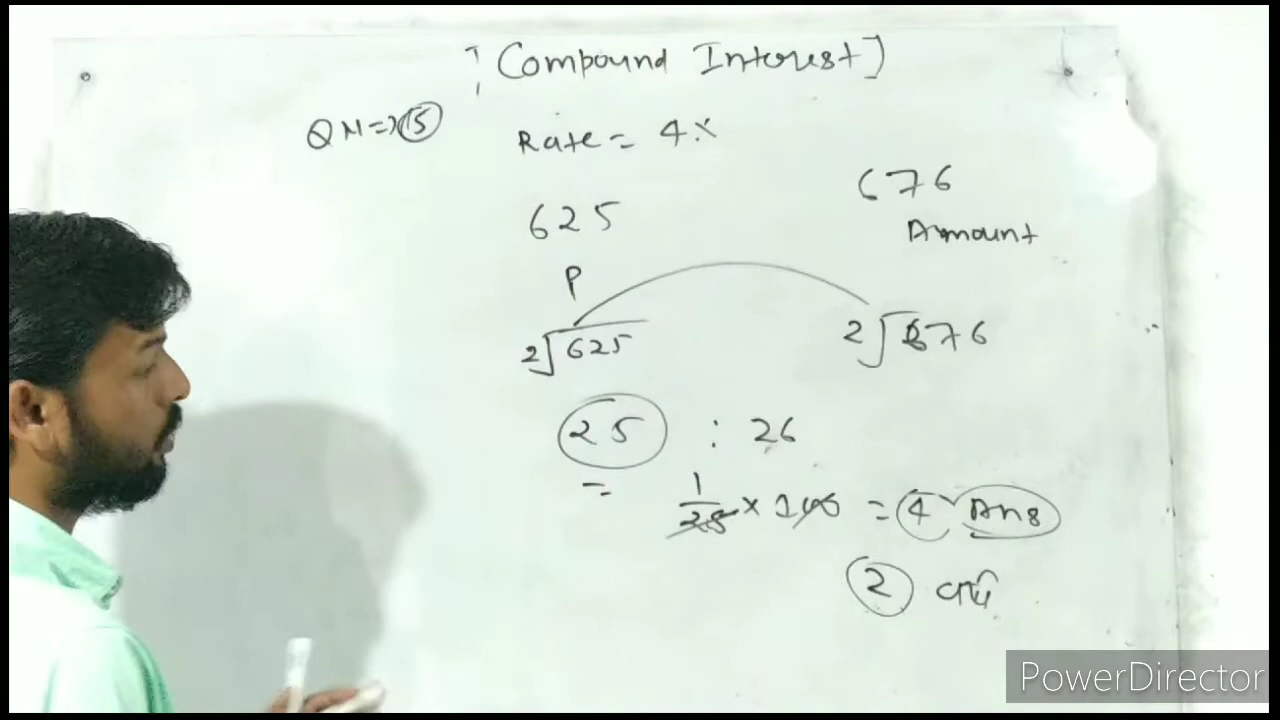 [Compound Interest]
QN=>15
Rate = 4%
625 676
P Amount
2√625 2√676
25 : 26
=
1/25 × 100 = 4 Ans
2 वर्ष
PowerDirector